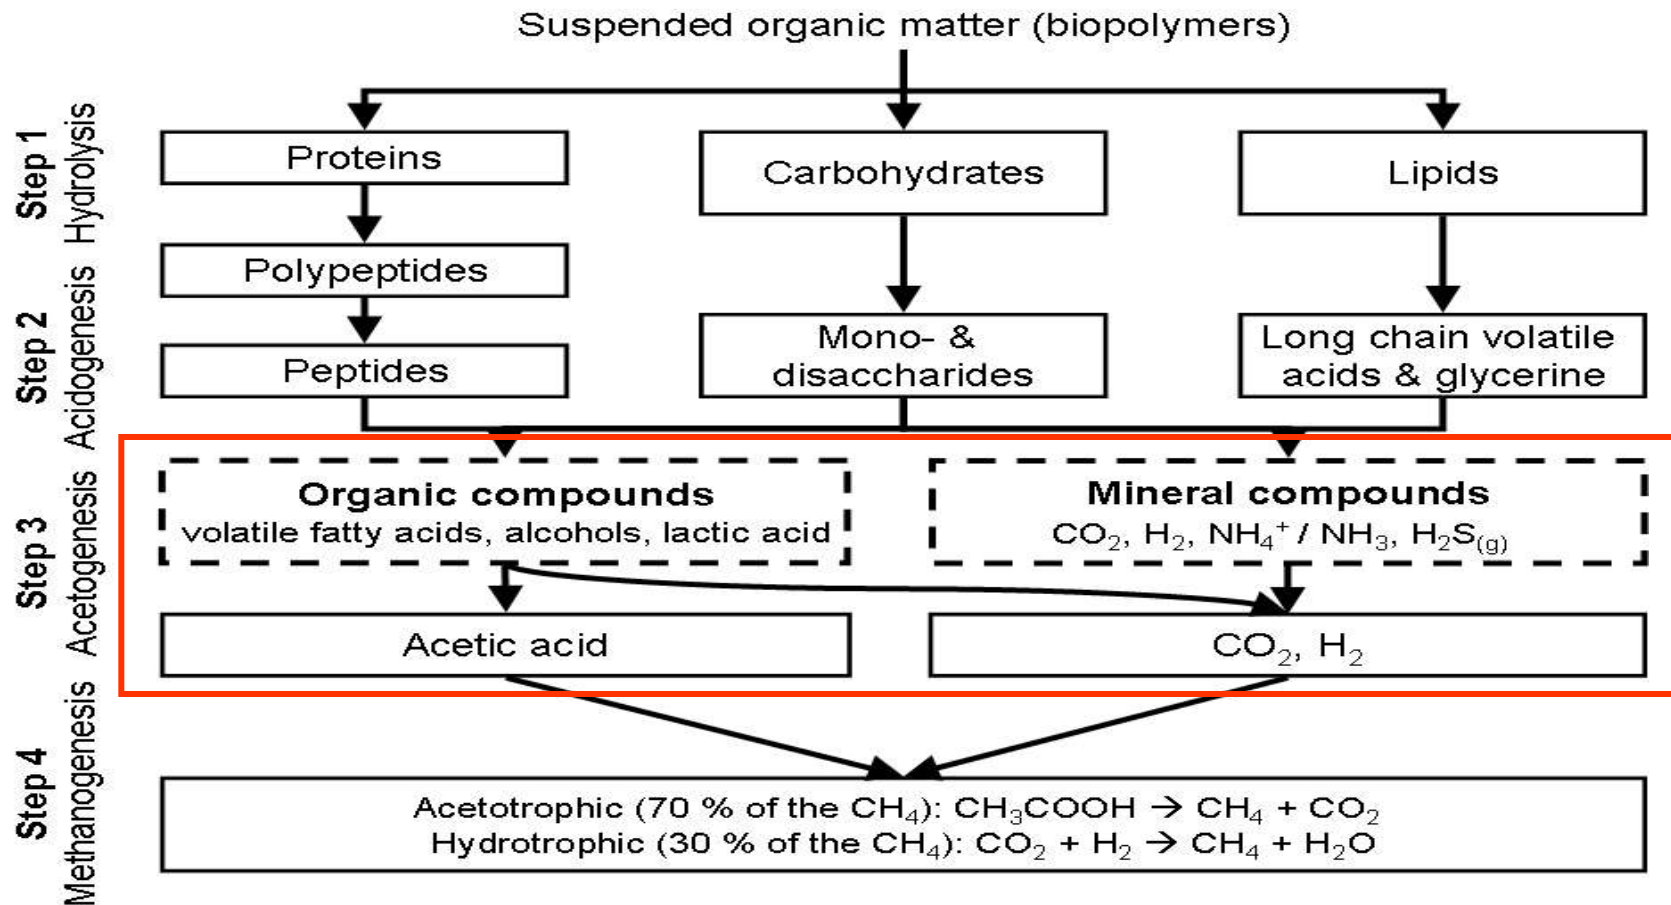 Suspended organic matter (biopolymers)
Step 1
Hydrolysis
Proteins
Carbohydrates
Lipids
Polypeptides
Step 2
Acidogenesis
Peptides
Mono- &
disaccharides
Long chain volatile
acids & glycerine
Step 3
Acetogenesis
Organic compounds
volatile fatty acids, alcohols, lactic acid
Mineral compounds
CO₂, H₂, NH₄⁺ / NH₃, H₂S(g)
Acetic acid
CO₂, H₂
Step 4
Methanogenesis
Acetotrophic (70 % of the CH₄): CH₃COOH → CH₄ + CO₂
Hydrotrophic (30 % of the CH₄): CO₂ + H₂ → CH₄ + H₂O